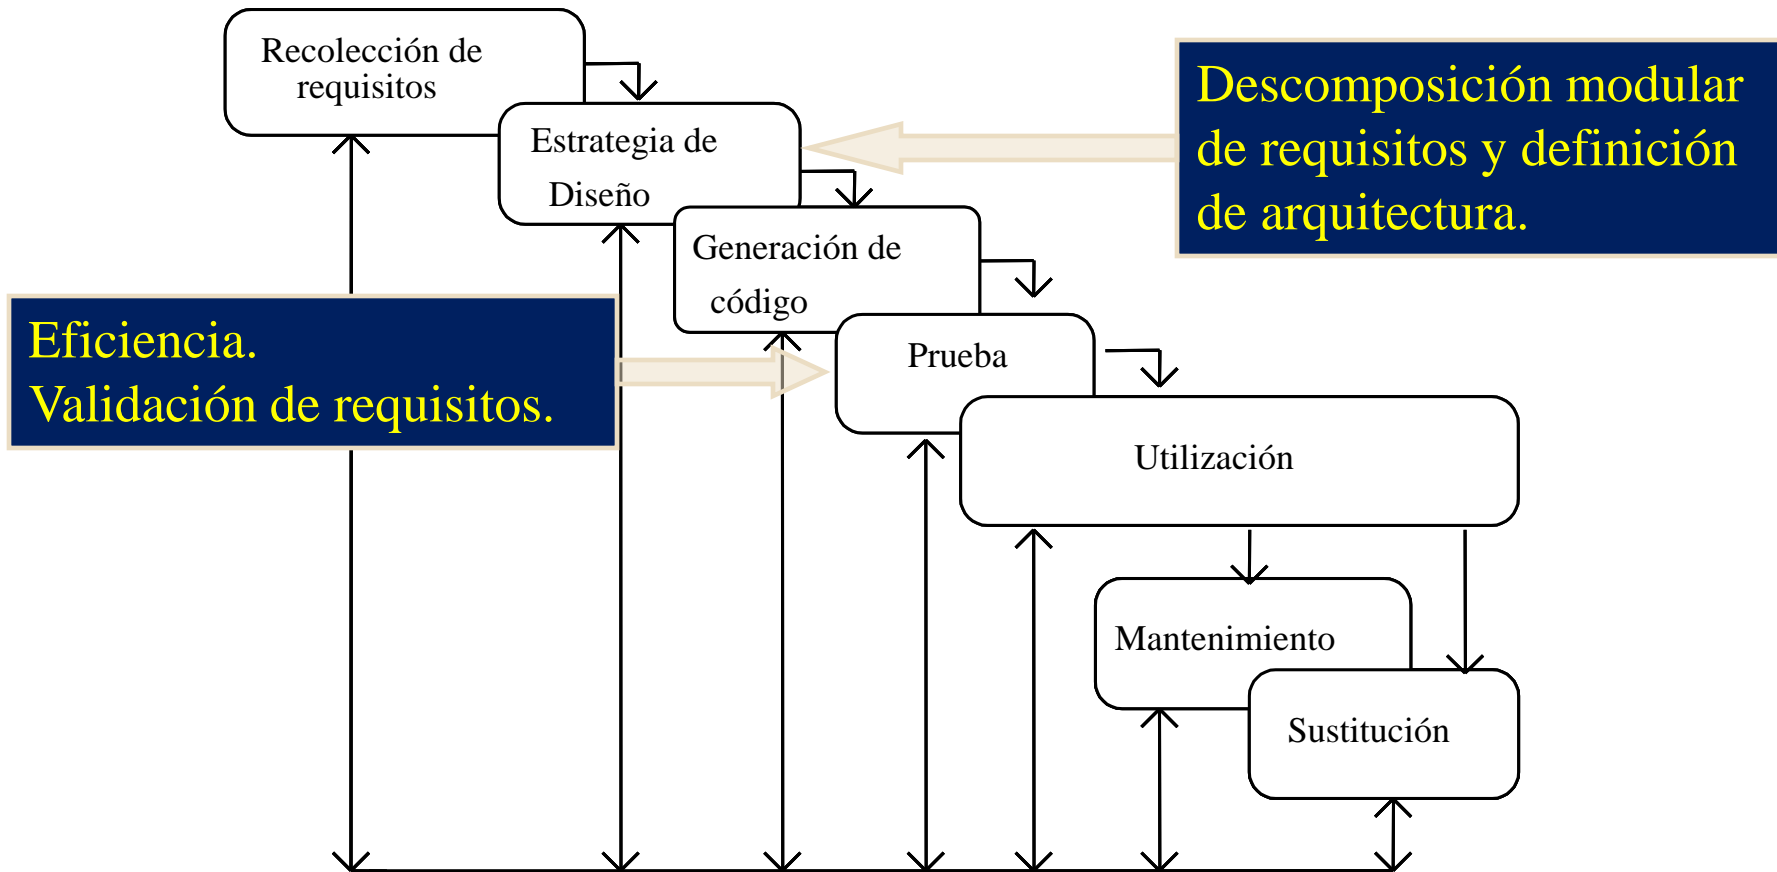 Recolección de
requisitos
Descomposición modular
de requisitos y definición
de arquitectura.
Estrategia de
Diseño
Generación de
código
Eficiencia.
Validación de requisitos.
Prueba
Utilización
Mantenimiento
Sustitución